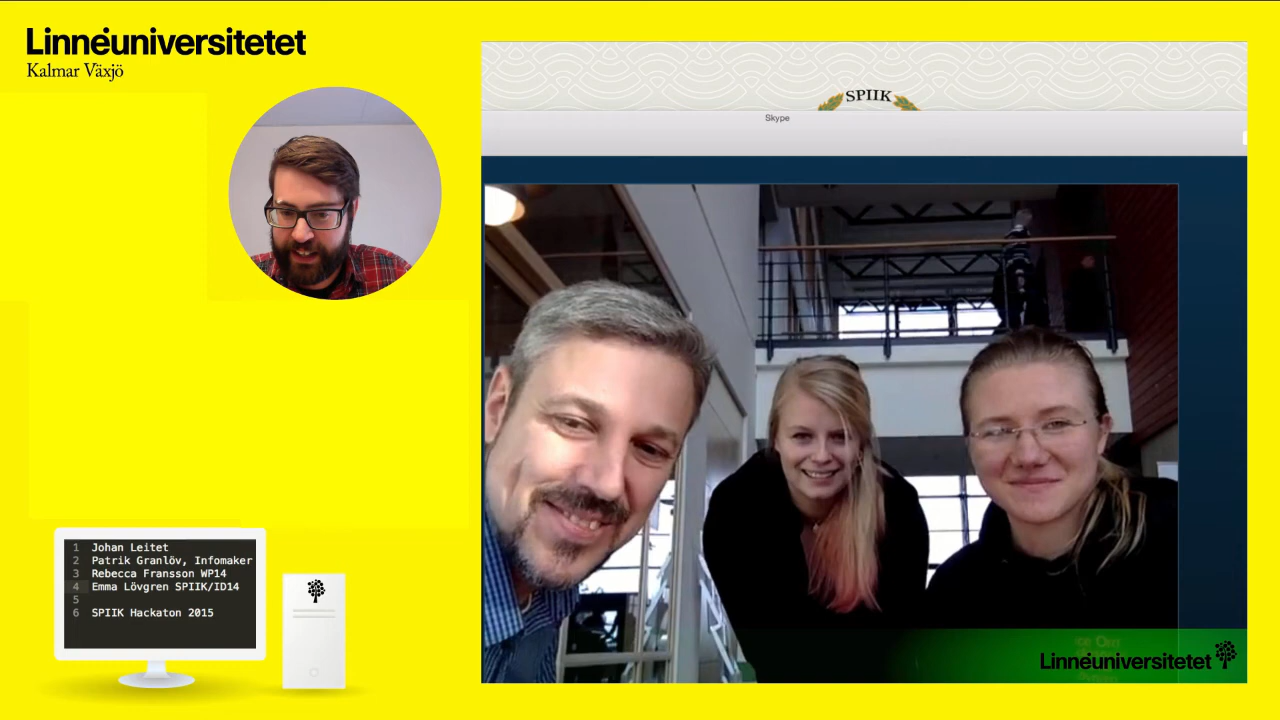 Linnéuniversitetet
Kalmar Växjö
SPIIK
Skype
1 Johan Leitet
2 Patrik Granlöv, Infomaker
3 Rebecca Fransson WP14
4 Emma Lövgren SPIIK/ID14
5
6 SPIIK Hackaton 2015
Linnéuniversitetet